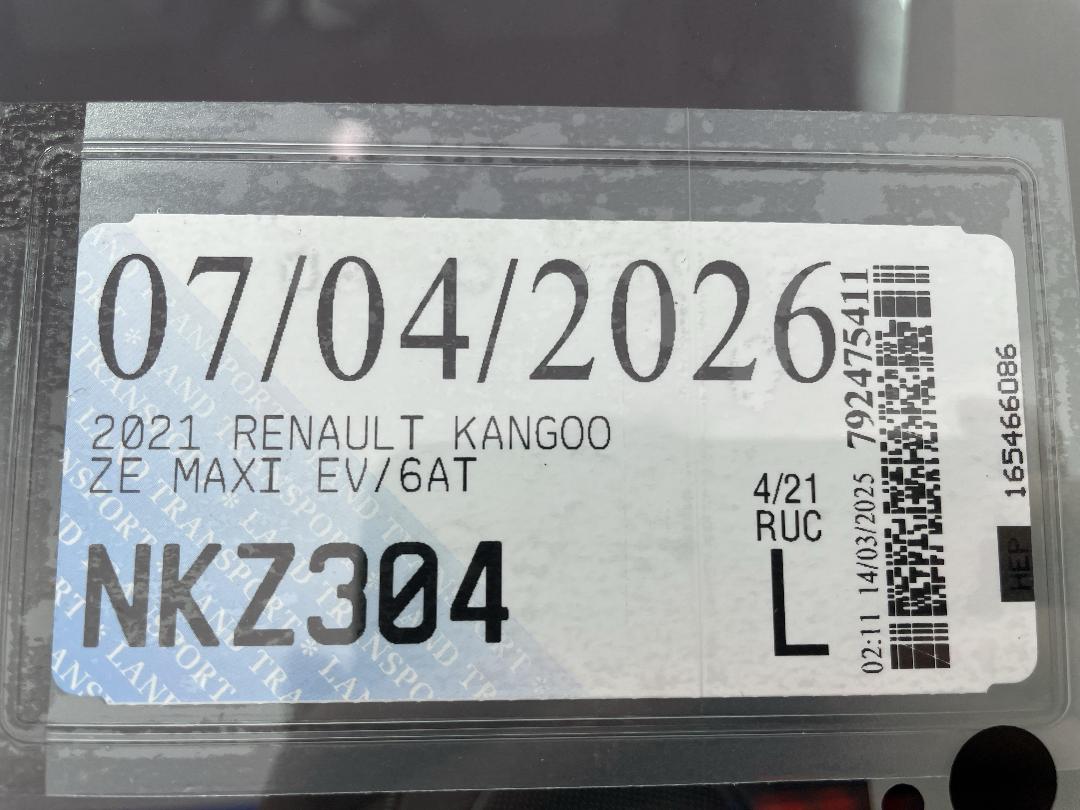 07/04/2026
2021 RENAULT KANGOO
ZE MAXI EV/6AT
NKZ304
4/21
RUC
L
02:11 14/03/2025 792475411
165466086
HEP